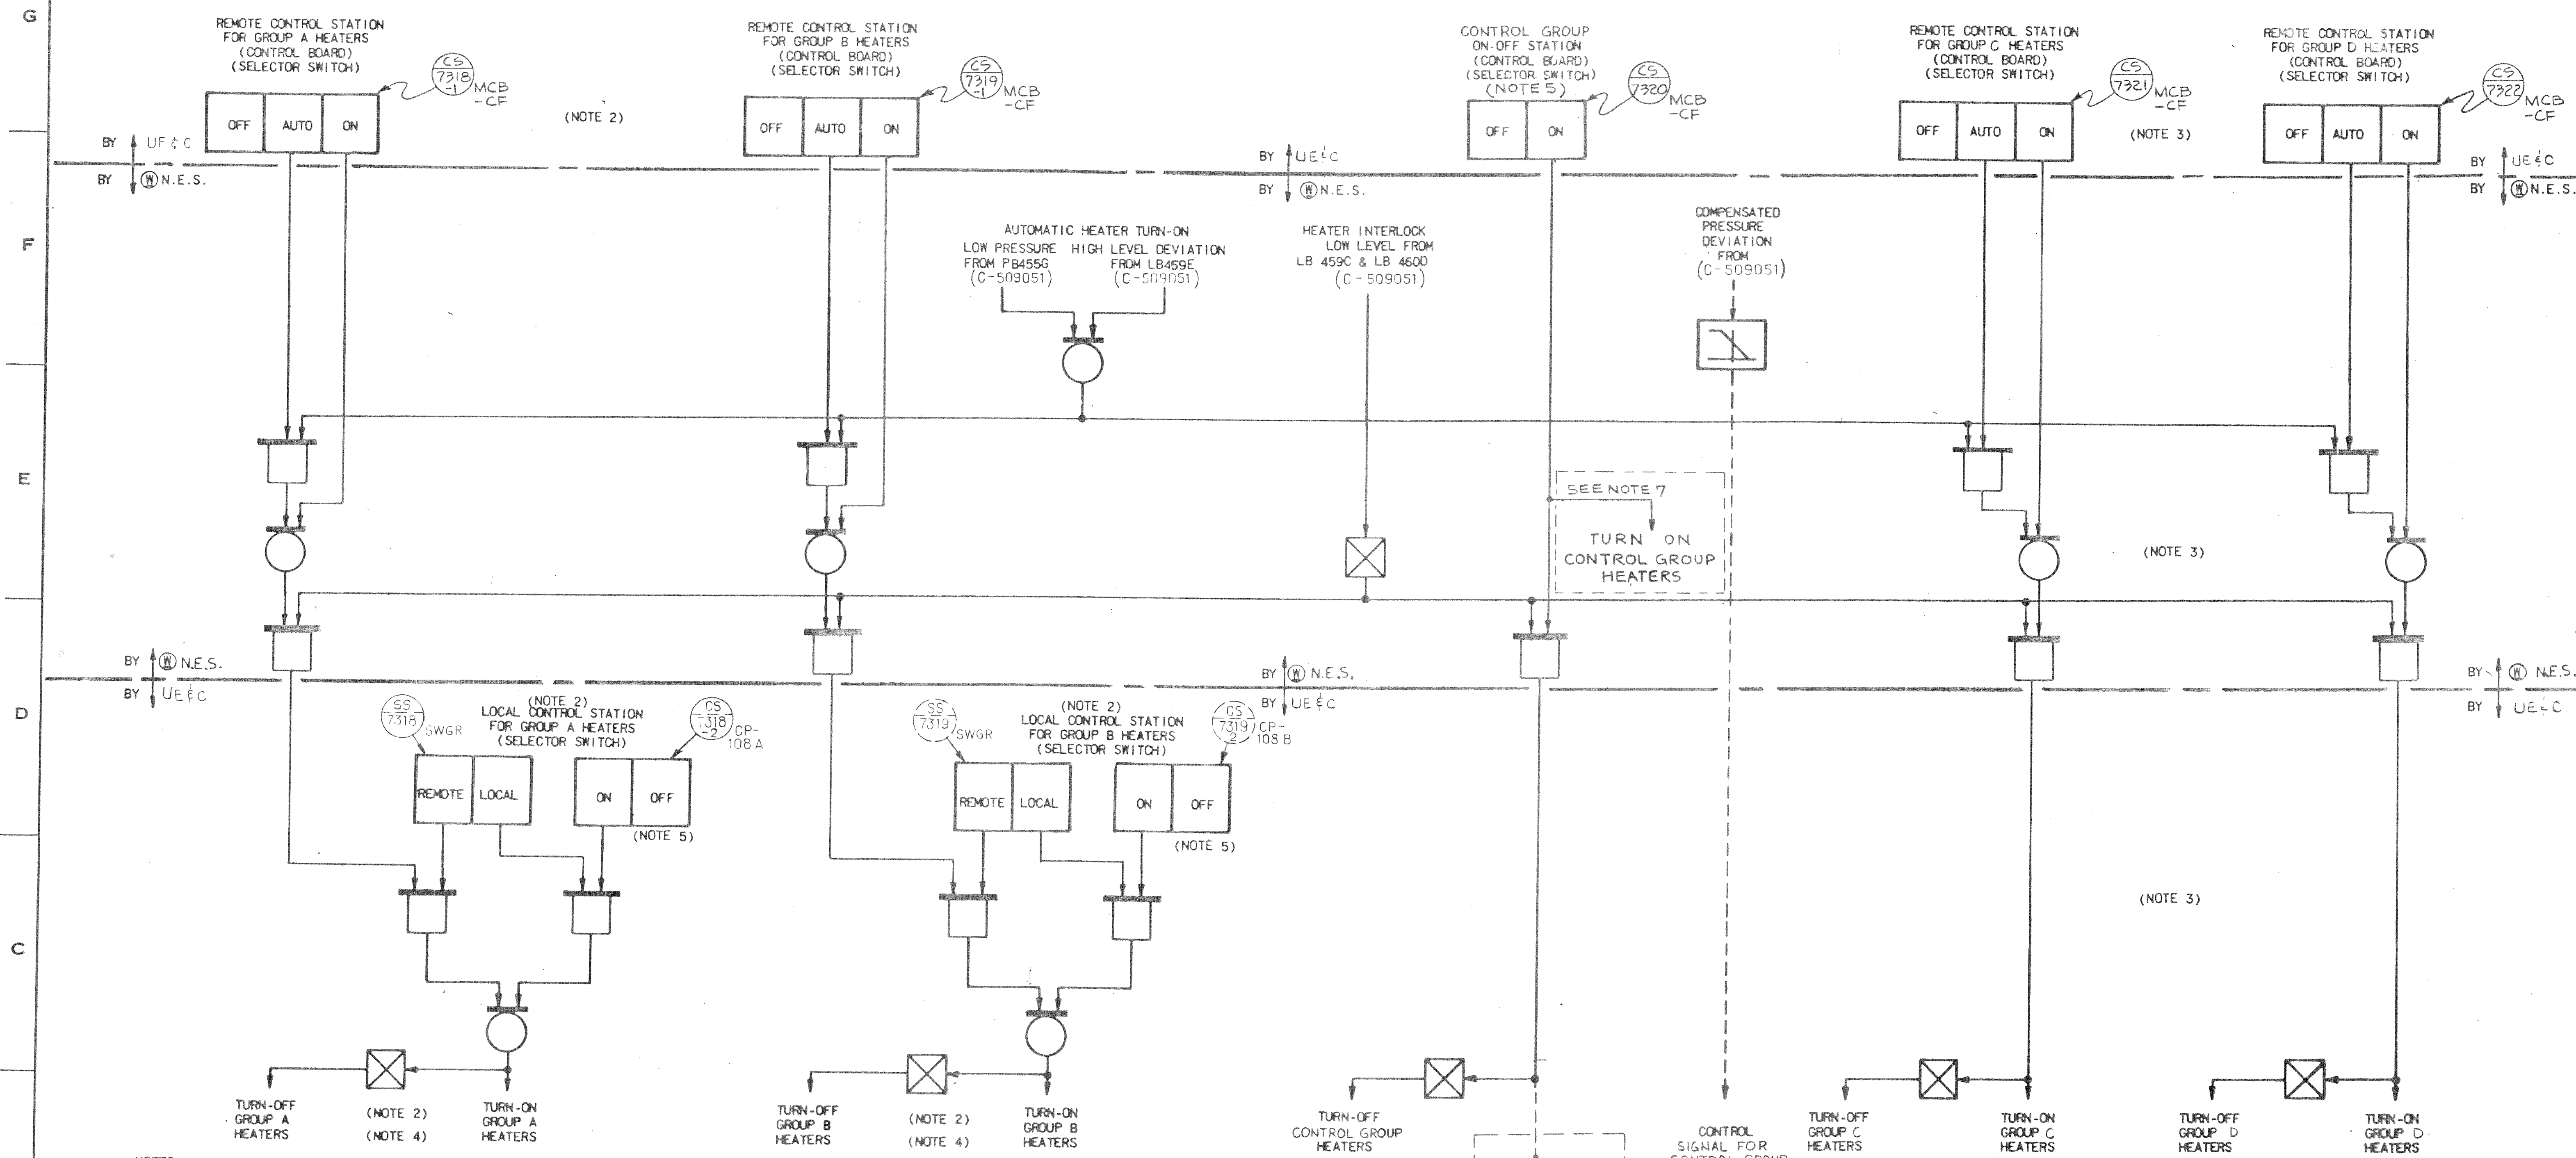 G
REMOTE CONTROL STATION
FOR GROUP A HEATERS
(CONTROL BOARD)
(SELECTOR SWITCH)
CS
7318
-1
MCB
-CF
OFF
AUTO
ON
(NOTE 2)
REMOTE CONTROL STATION
FOR GROUP B HEATERS
(CONTROL BOARD)
(SELECTOR SWITCH)
CS
7319
-1
MCB
-CF
OFF
AUTO
ON
CONTROL GROUP
ON-OFF STATION
(CONTROL BOARD)
(SELECTOR SWITCH)
(NOTE 5)
CS
7320
MCB
-CF
OFF
ON
REMOTE CONTROL STATION
FOR GROUP C HEATERS
(CONTROL BOARD)
(SELECTOR SWITCH)
CS
7321
MCB
-CF
OFF
AUTO
ON
(NOTE 3)
REMOTE CONTROL STATION
FOR GROUP D HEATERS
(CONTROL BOARD)
(SELECTOR SWITCH)
CS
7322
MCB
-CF
OFF
AUTO
ON
BY UE&C
BY W N.E.S.
BY UE&C
BY W N.E.S.
BY UE&C
BY W N.E.S.
F
AUTOMATIC HEATER TURN-ON
LOW PRESSURE
FROM PB455G
(C-509051)
HIGH LEVEL DEVIATION
FROM LB459E
(C-509051)
HEATER INTERLOCK
LOW LEVEL FROM
LB 459C & LB 460D
(C-509051)
COMPENSATED
PRESSURE
DEVIATION
FROM
(C-509051)
E
SEE NOTE 7
TURN ON
CONTROL GROUP
HEATERS
(NOTE 3)
BY W N.E.S.
BY UE&C
BY W N.E.S.
BY UE&C
BY W N.E.S.
BY UE&C
D
SS
7318
SWGR
(NOTE 2)
LOCAL CONTROL STATION
FOR GROUP A HEATERS
(SELECTOR SWITCH)
CS
7318
-2
CP-
108 A
REMOTE
LOCAL
ON
OFF
(NOTE 5)
SS
7319
SWGR
(NOTE 2)
LOCAL CONTROL STATION
FOR GROUP B HEATERS
(SELECTOR SWITCH)
CS
7319
2
CP-
108 B
REMOTE
LOCAL
ON
OFF
(NOTE 5)
(NOTE 3)
C
TURN-OFF
GROUP A
HEATERS
(NOTE 2)
(NOTE 4)
TURN-ON
GROUP A
HEATERS
TURN-OFF
GROUP B
HEATERS
(NOTE 2)
(NOTE 4)
TURN-ON
GROUP B
HEATERS
TURN-OFF
CONTROL GROUP
HEATERS
CONTROL
SIGNAL FOR
CONTROL GROUP
TURN-OFF
GROUP C
HEATERS
TURN-ON
GROUP C
HEATERS
TURN-OFF
GROUP D
HEATERS
TURN-ON
GROUP D
HEATERS